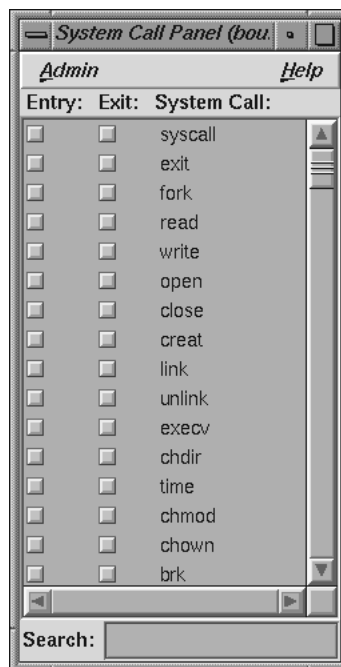 System Call Panel (bou.
Admin Help
Entry: Exit: System Call:
syscall
exit
fork
read
write
open
close
creat
link
unlink
execv
chdir
time
chmod
chown
brk
Search: